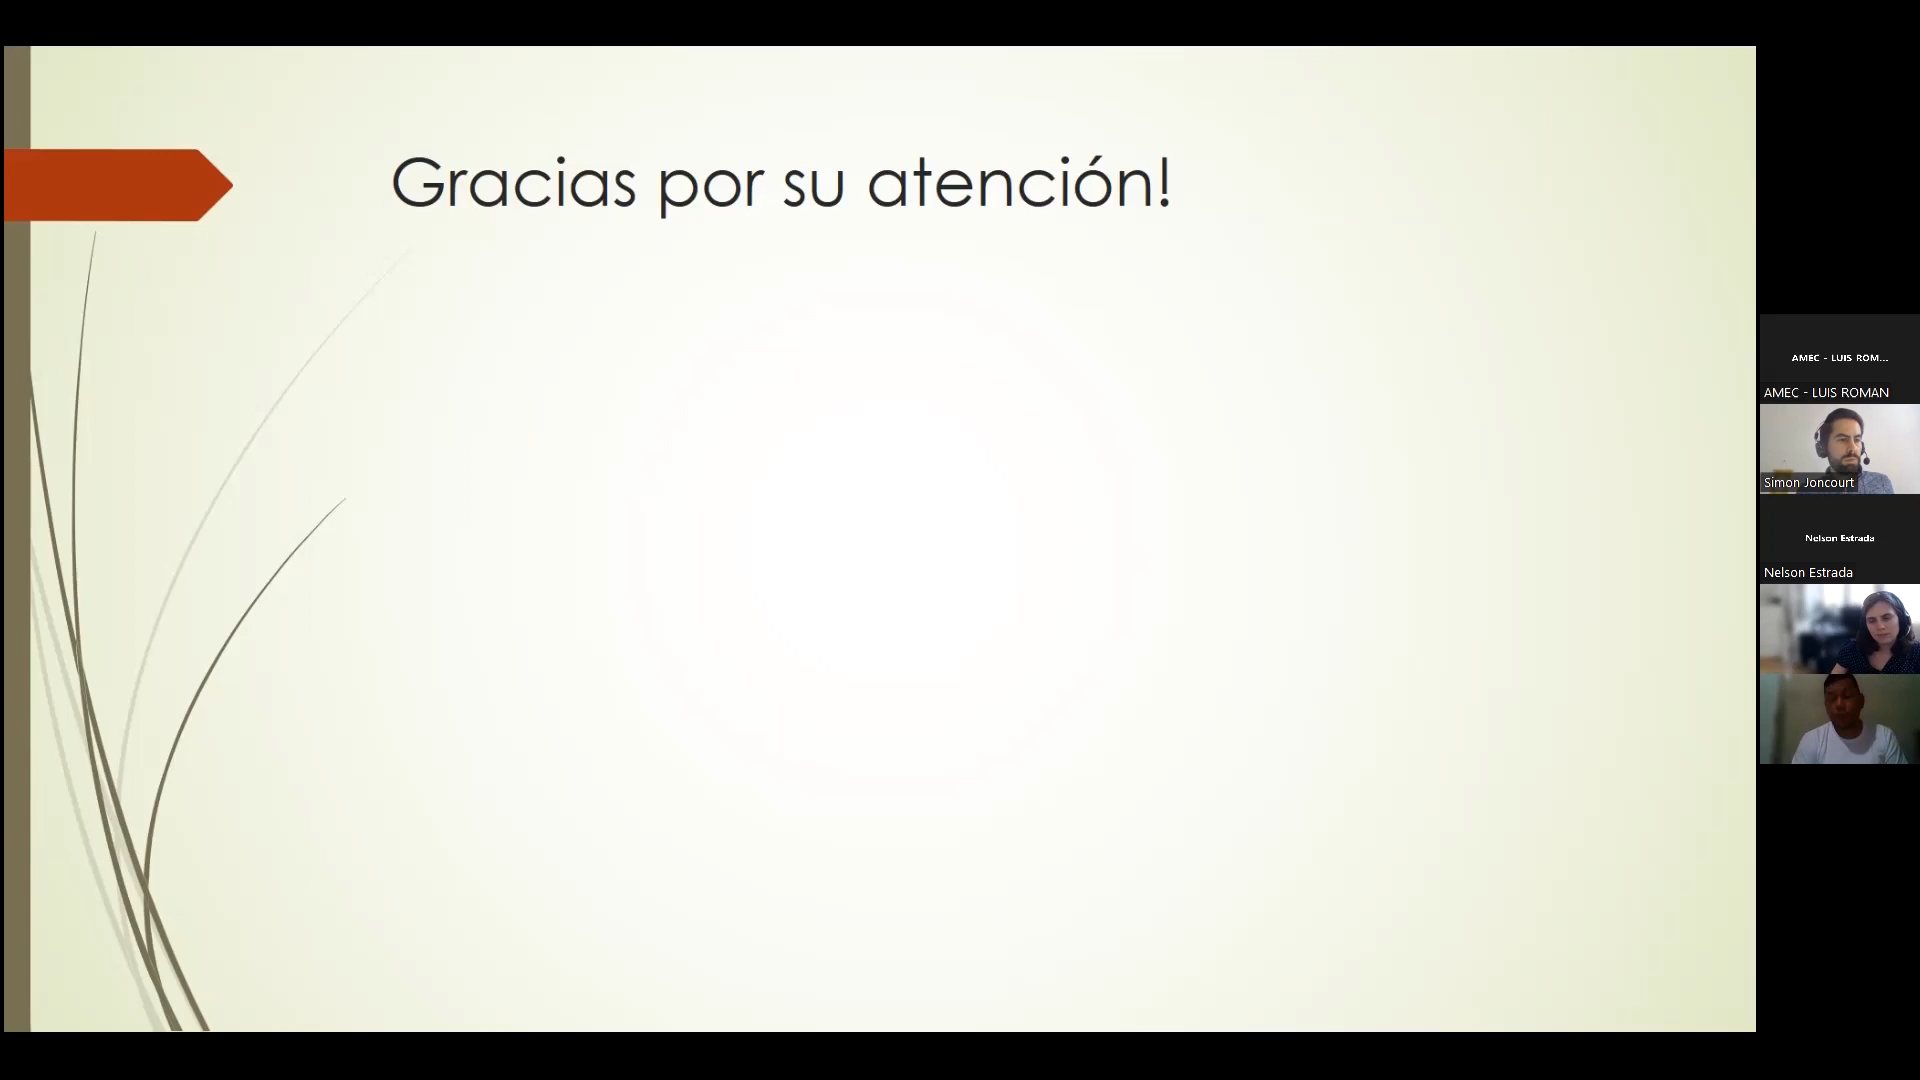 Gracias por su atención!
AMEC - LUIS ROM...
AMEC - LUIS ROMAN
Simon Joncourt
Nelson Estrada
Nelson Estrada